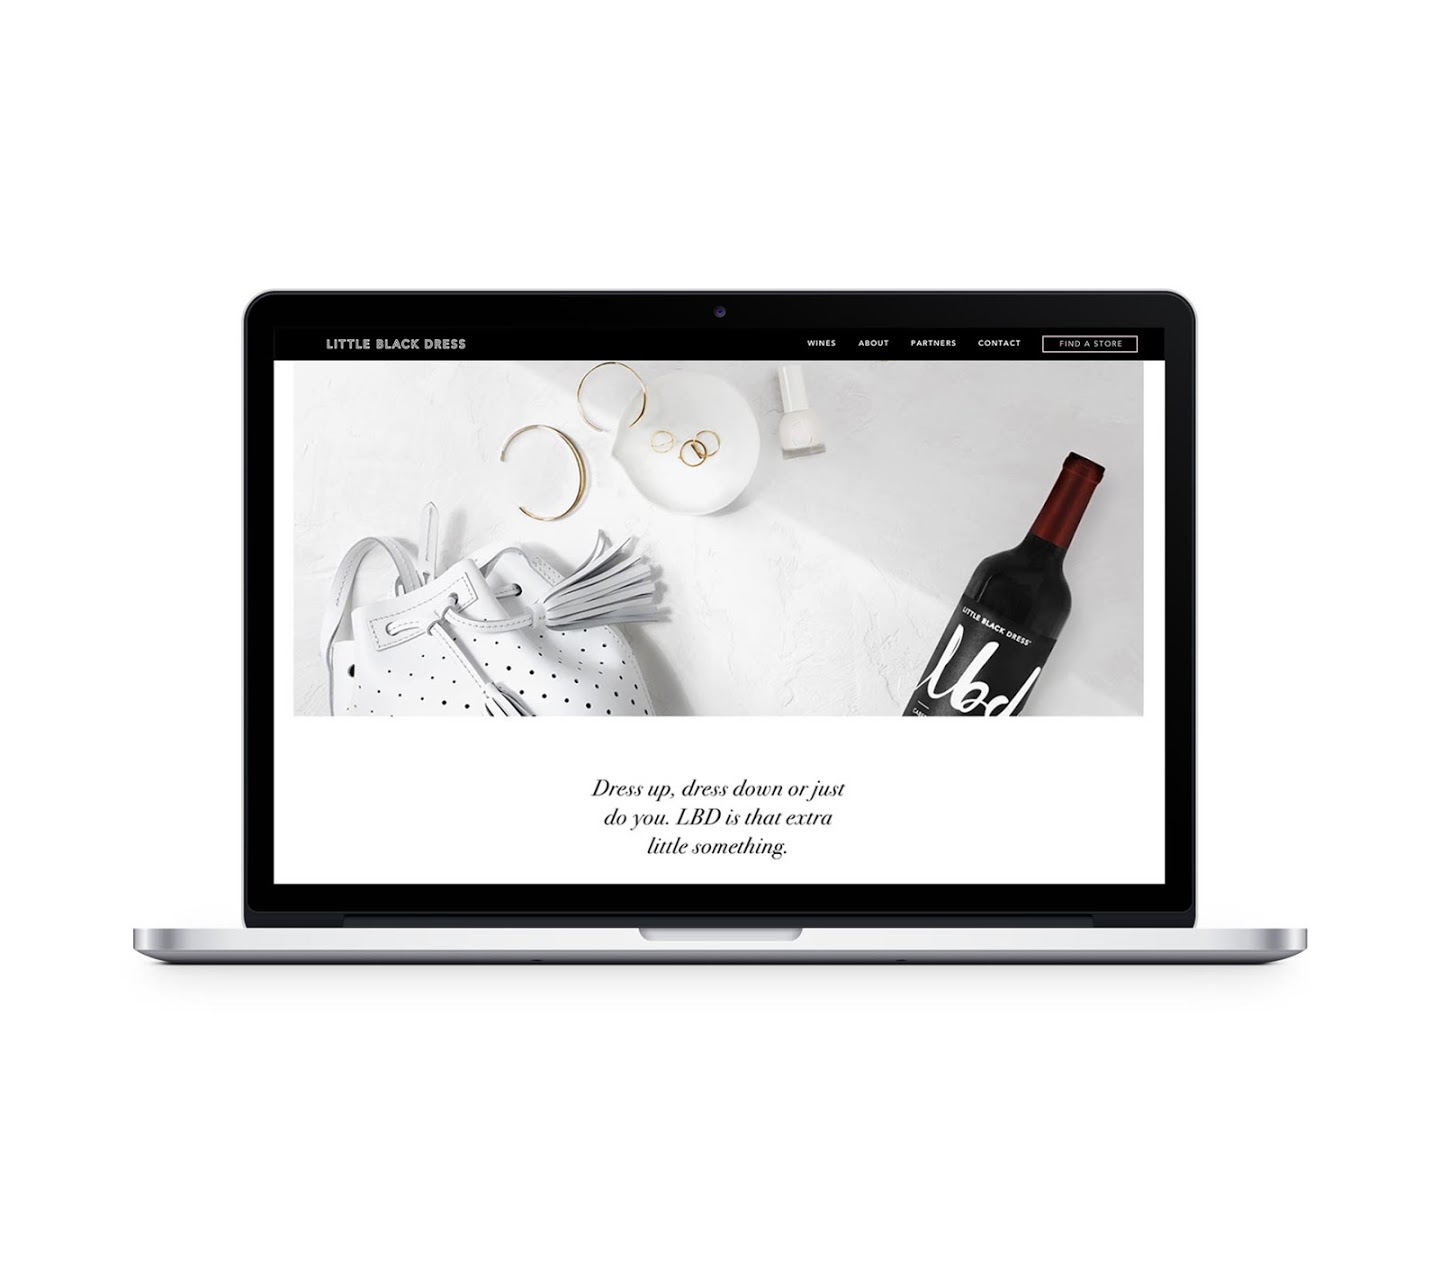 LITTLE BLACK DRESS
WINES ABOUT PARTNERS CONTACT FIND A STORE
LITTLE BLACK DRESS
lbd
Dress up, dress down or just
do you. LBD is that extra
little something.